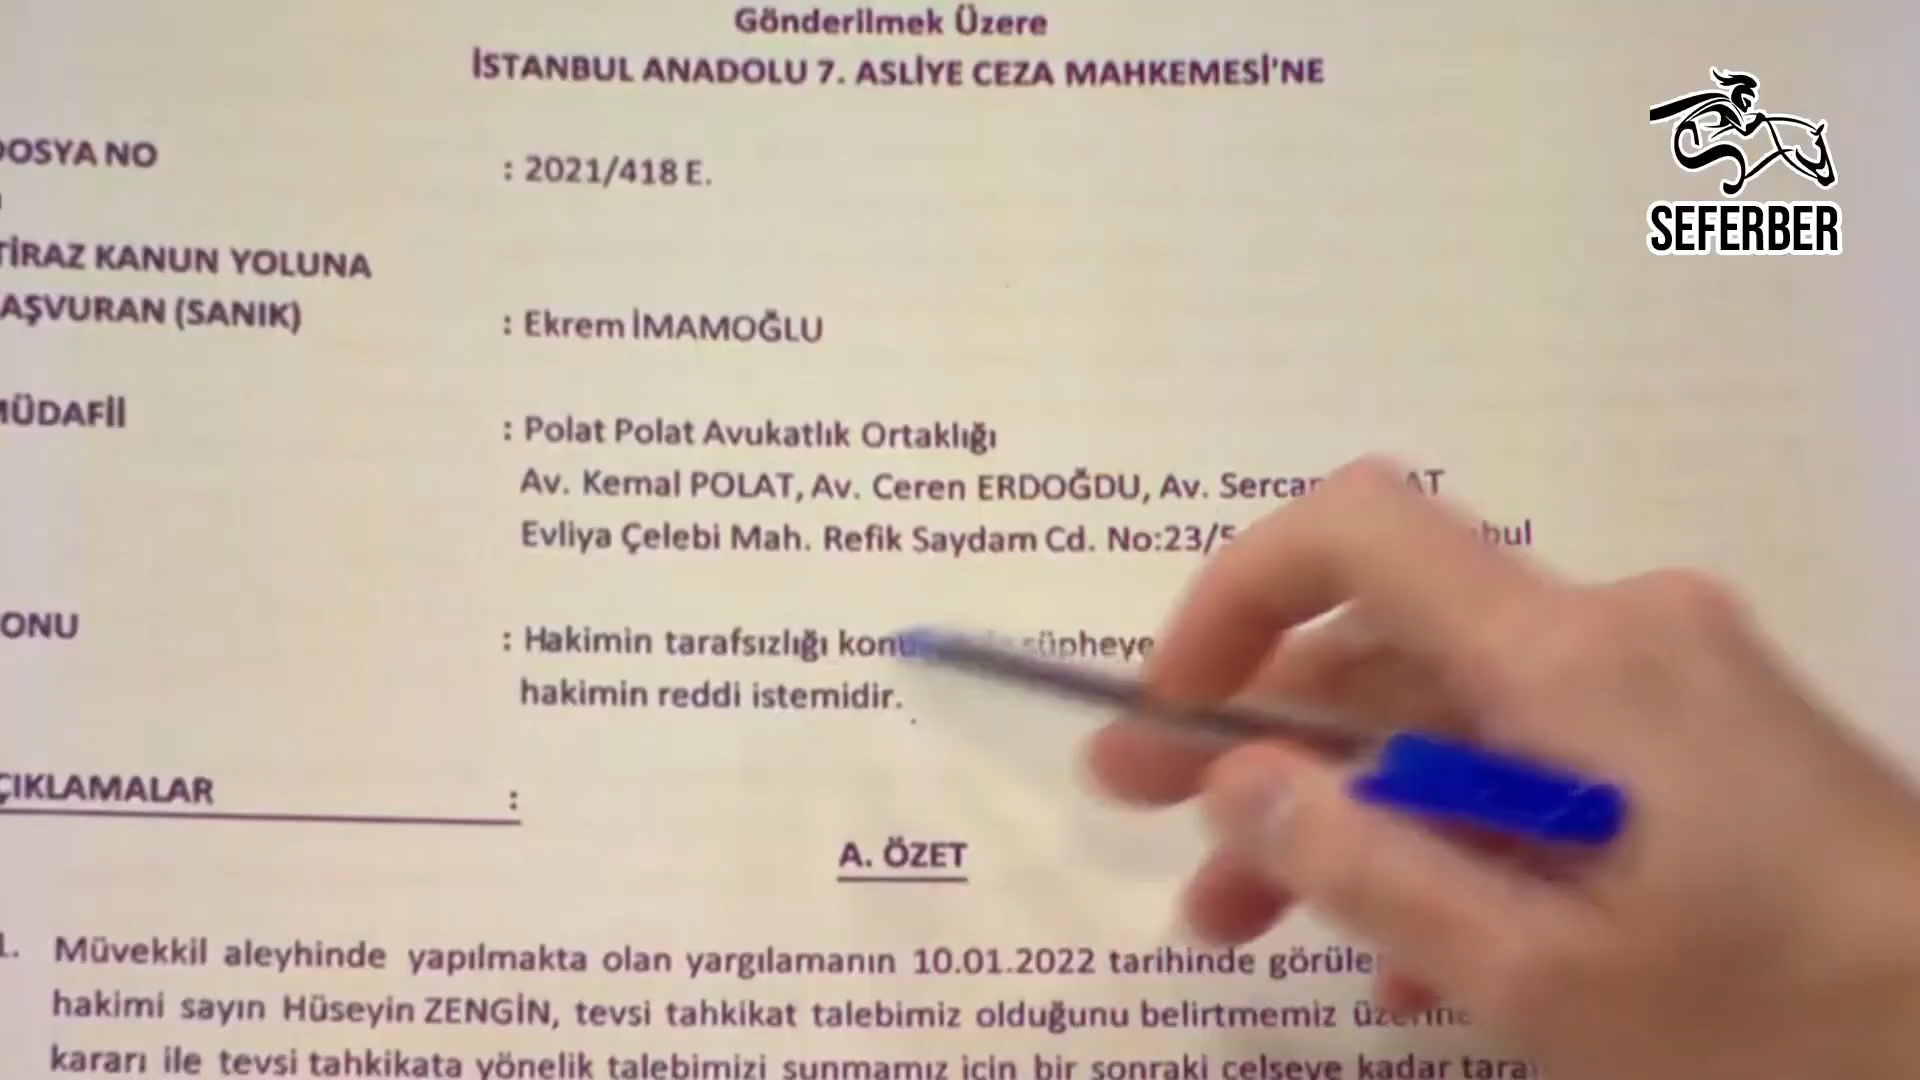 Gönderilmek Üzere
İSTANBUL ANADOLU 7. ASLİYE CEZA MAHKEMESİ'NE
SEFERBER
OSYA NO : 2021/418 E.
TİRAZ KANUN YOLUNA
AŞVURAN (SANIK) : Ekrem İMAMOĞLU
ÜDAFİİ : Polat Polat Avukatlık Ortaklığı
Av. Kemal POLAT, Av. Ceren ERDOĞDU, Av.
Evliya Çelebi Mah. Refik Saydam Cd. No:23/5
ONU : Hakimin tarafsızlığı şüpheye
hakimin reddi istemidir.
ÇIKLAMALAR :
A. ÖZET
1. Müvekkil aleyhinde yapılmakta olan yargılamanın 10.01.2022 tarihinde
hakimi sayın Hüseyin ZENGİN, tevsi tahkikat talebimiz olduğunu belirtmemiz üzerine
kararı ile tevsi tahkikata yönelik talebimizi sunmamız için bir sonraki celseye kadar